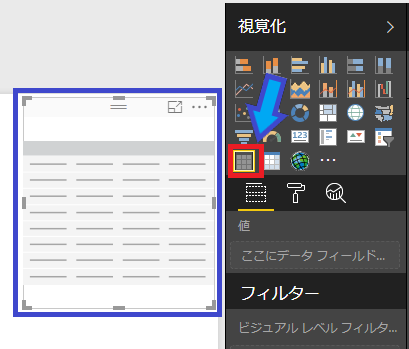 視覚化
123
値
ここにデータ フィールド...
フィルター
ビジュアル レベル フィルタ...